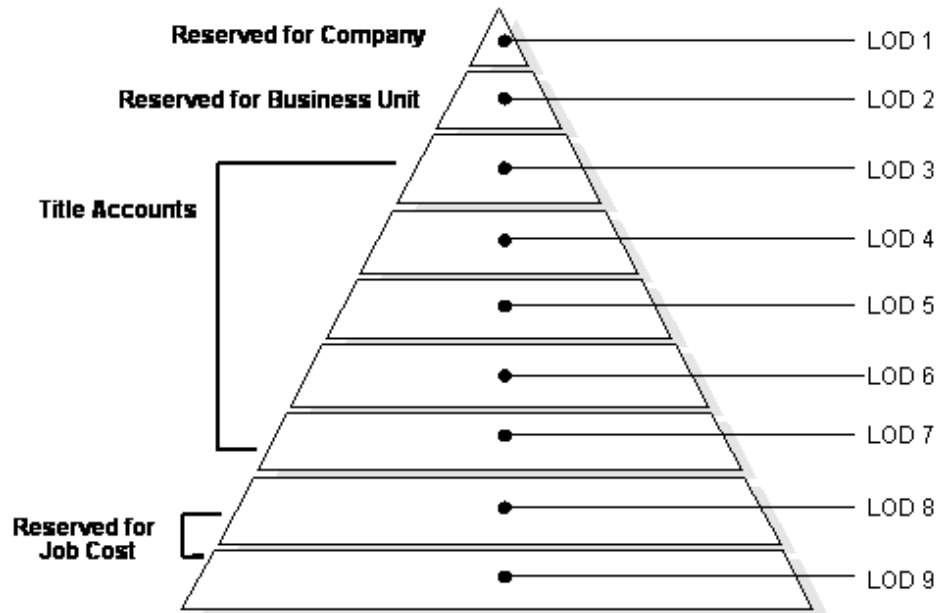 Reserved for Company
LOD 1
Reserved for Business Unit
LOD 2
LOD 3
Title Accounts
LOD 4
LOD 5
LOD 6
LOD 7
LOD 8
Reserved for
Job Cost
LOD 9